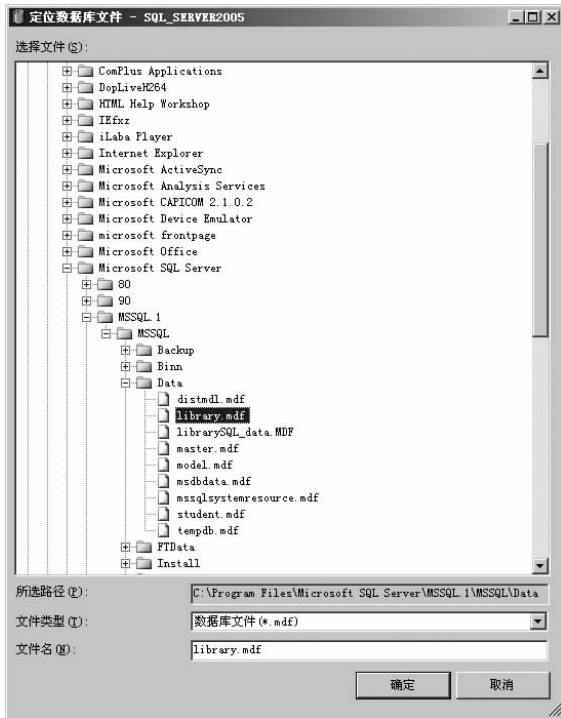 定位数据库文件 - SQL_SERVER2005
选择文件(S):
ComPlus Applications
DopLiveH264
HTML Help Workshop
IEfxz
iLaba Player
Internet Explorer
Microsoft ActiveSync
Microsoft Analysis Services
Microsoft CAPICOM 2.1.0.2
Microsoft Device Emulator
microsoft frontpage
Microsoft Office
Microsoft SQL Server
80
90
MSSQL.1
MSSQL
Backup
Binn
Data
distmdl.mdf
library.mdf
librarySQL_data.MDF
master.mdf
model.mdf
msdbdata.mdf
mssqlsystemresource.mdf
student.mdf
tempdb.mdf
FTData
Install
所选路径(P): C:\Program Files\Microsoft SQL Server\MSSQL.1\MSSQL\Data
文件类型(T): 数据库文件(*.mdf)
文件名(N): library.mdf
确定 取消